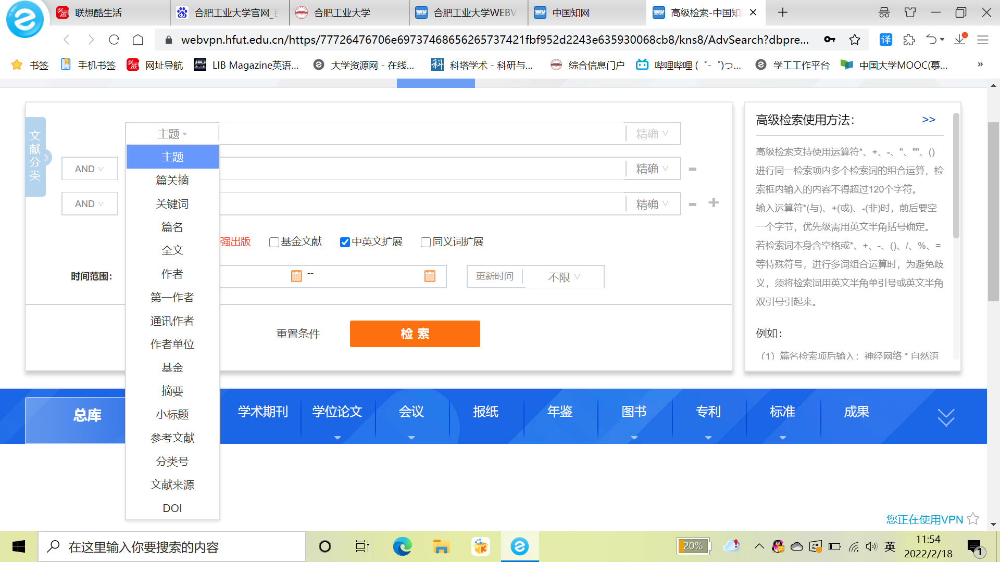 联想酷生活
合肥工业大学官网_百
合肥工业大学
合肥工业大学WEBV
中国知网
高级检索-中国知
webvpn.hfut.edu.cn/https/77726476706e69737468656265737421fbf952d2243e635930068cb8/kns8/AdvSearch?dbpre...
译
书签
手机书签
网址导航
LIB Magazine英语...
大学资源网 - 在线...
科塔学术 - 科研与...
综合信息门户
哔哩哔哩 ( ゜- ゜)つ...
学工工作平台
中国大学MOOC(慕...
»
文献分类
主题
精确
主题
AND
精确
篇关摘
AND
精确
关键词
篇名
强出版
基金文献
中英文扩展
同义词扩展
全文
时间范围：
作者
--
更新时间
不限
第一作者
通讯作者
重置条件
检 索
作者单位
基金
摘要
小标题
参考文献
分类号
文献来源
DOI
高级检索使用方法：
>>
高级检索支持使用运算符*、+、-、''、""、()
进行同一检索项内多个检索词的组合运算，检
索框内输入的内容不得超过120个字符。
输入运算符*(与)、+(或)、-(非)时，前后要空
一个字节，优先级需用英文半角括号确定。
若检索词本身含空格或*、+、-、()、/、%、=
等特殊符号，进行多词组合运算时，为避免歧
义，须将检索词用英文半角单引号或英文半角
双引号引起来。
例如：
（1）篇名检索项后输入：神经网络 * 自然语
总库
学术期刊
学位论文
会议
报纸
年鉴
图书
专利
标准
成果
您正在使用VPN
在这里输入你要搜索的内容
20%
英
11:54
2022/2/18
1